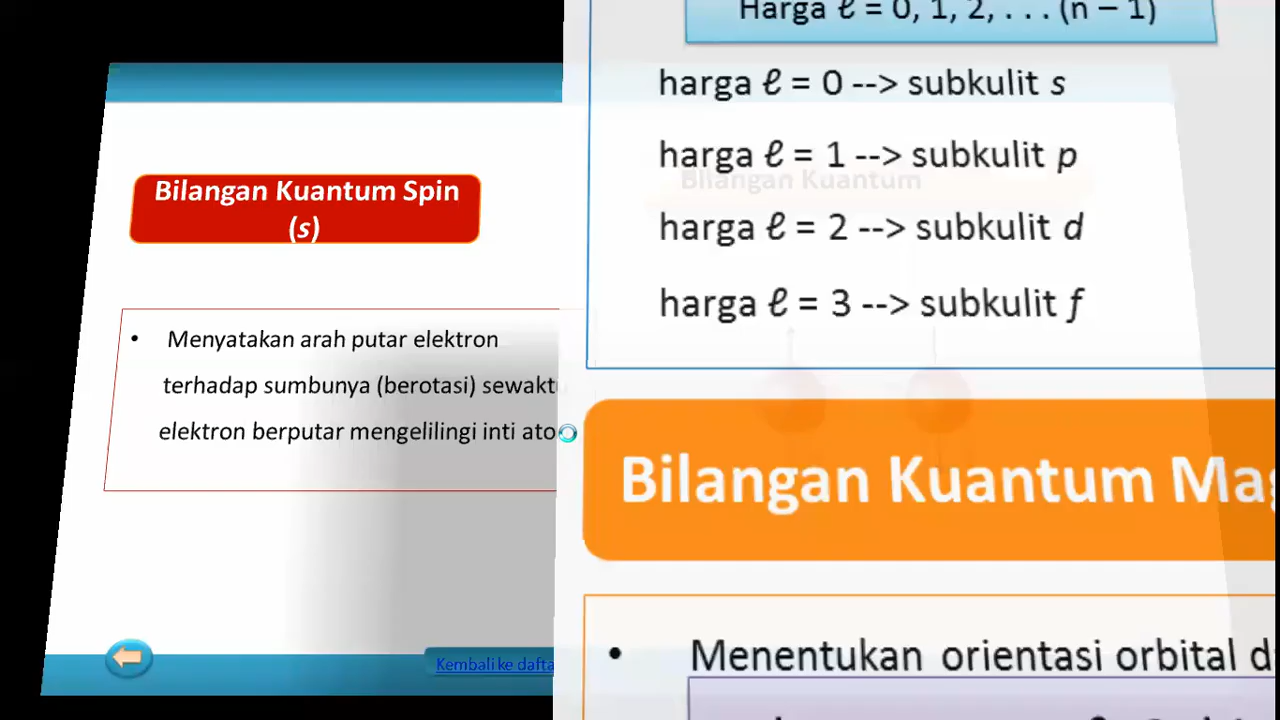 Bilangan Kuantum Spin
(s)
• Menyatakan arah putar elektron
terhadap sumbunya (berotasi) sewaktu
elektron berputar mengelilingi inti ato
Kembali ke dafta
Harga ℓ = 0, 1, 2, . . . (n – 1)
harga ℓ = 0 --> subkulit s
harga ℓ = 1 --> subkulit p
Bilangan Kuantum
harga ℓ = 2 --> subkulit d
harga ℓ = 3 --> subkulit f
Bilangan Kuantum Mag
• Menentukan orientasi orbital d